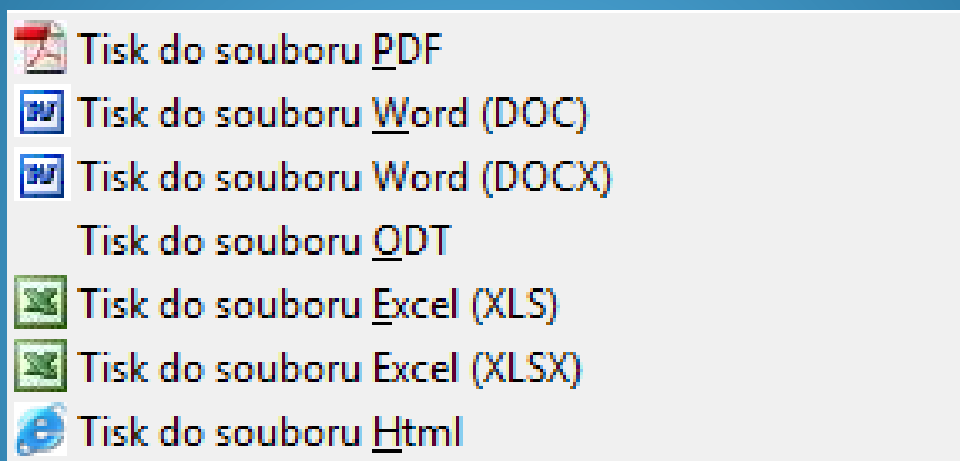 Tisk do souboru PDF
Tisk do souboru Word (DOC)
Tisk do souboru Word (DOCX)
Tisk do souboru ODT
Tisk do souboru Excel (XLS)
Tisk do souboru Excel (XLSX)
Tisk do souboru Html